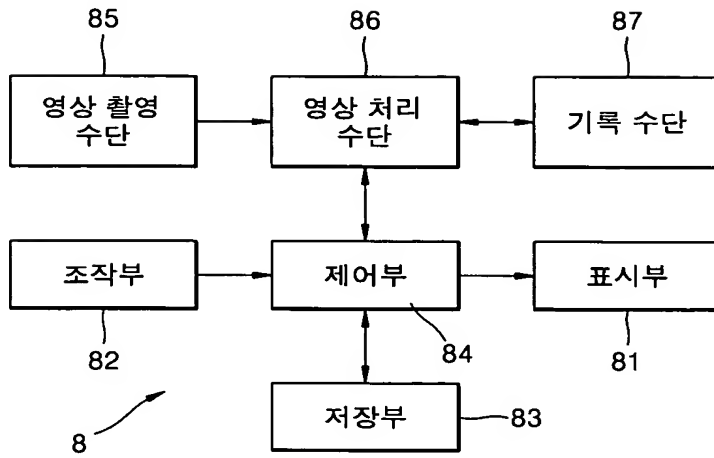 85
86
87
영상 촬영
수단
영상 처리
수단
기록 수단
조작부
제어부
표시부
82
84
81
저장부
83
8